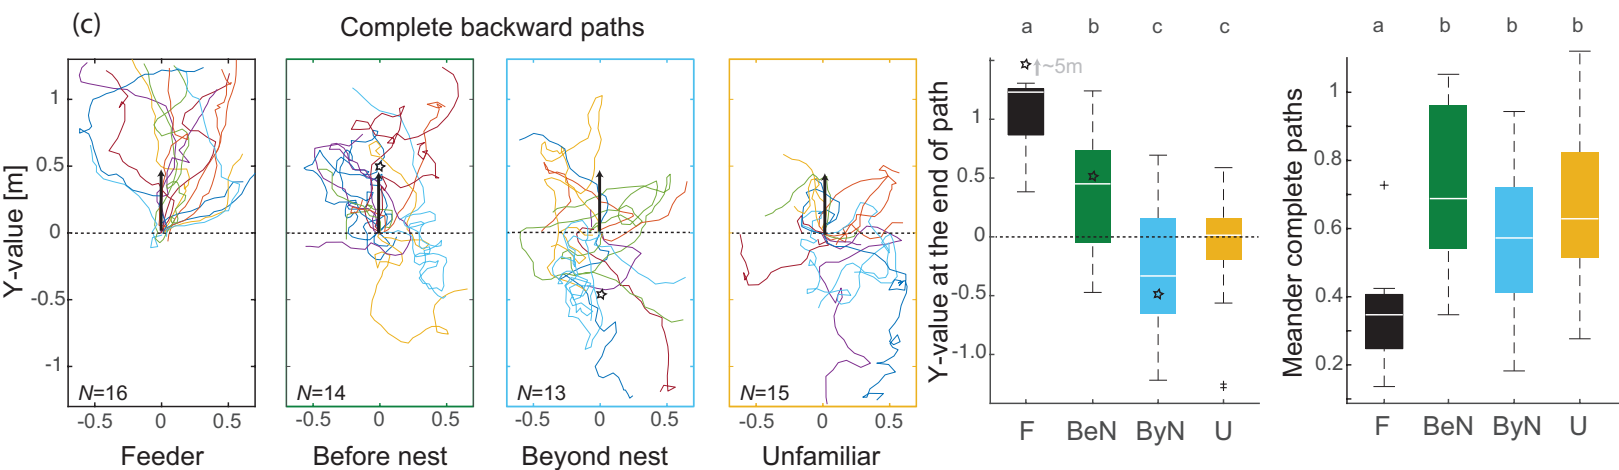 (c)
Complete backward paths
Y-value [m]
1
0.5
0
-0.5
-1
N=16
N=14
N=13
N=15
-0.5 0 0.5
-0.5 0 0.5
-0.5 0 0.5
-0.5 0 0.5
Feeder
Before nest
Beyond nest
Unfamiliar
a b c c
~5m
Y-value at the end of path
1
0.5
0
-0.5
-1.0
F BeN ByN U
a b b b
Meander complete paths
1
0.8
0.6
0.4
0.2
F BeN ByN U